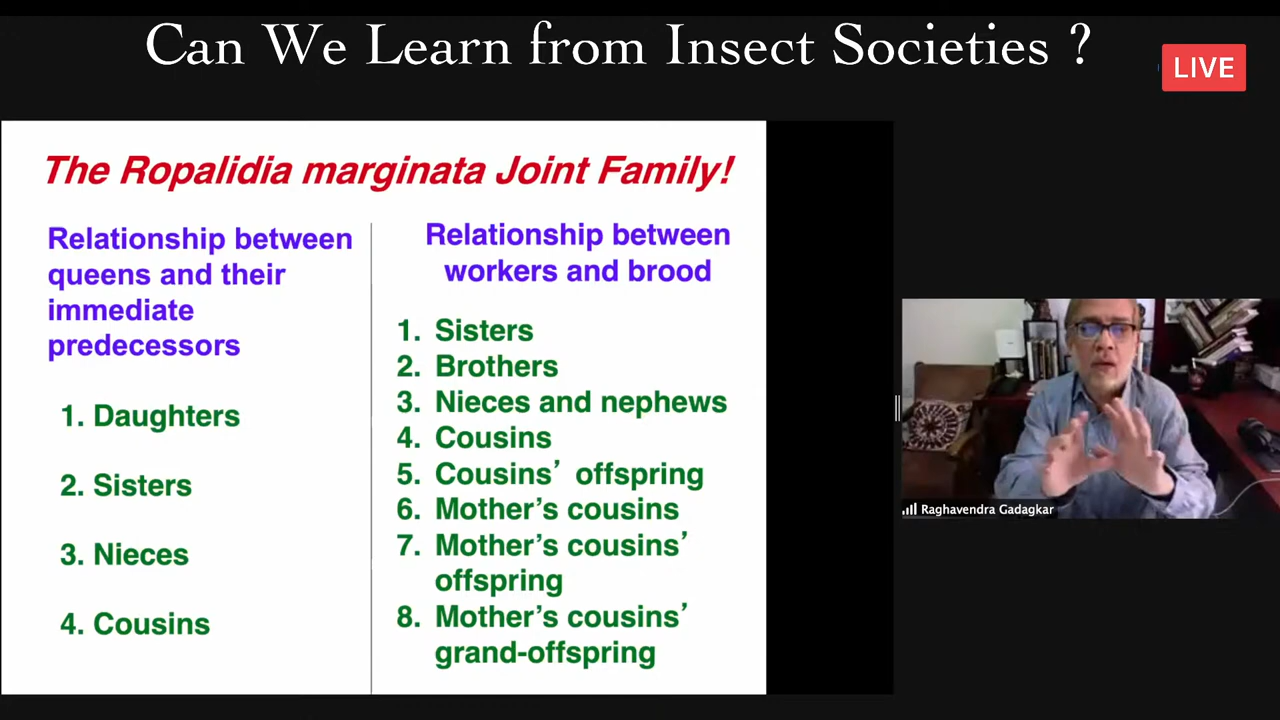 Can We Learn from Insect Societies ?
LIVE
The Ropalidia marginata Joint Family!
Relationship between
queens and their
immediate
predecessors
1. Daughters
2. Sisters
3. Nieces
4. Cousins
Relationship between
workers and brood
1. Sisters
2. Brothers
3. Nieces and nephews
4. Cousins
5. Cousins’ offspring
6. Mother’s cousins
7. Mother’s cousins’
offspring
8. Mother’s cousins’
grand-offspring
Raghavendra Gadagkar